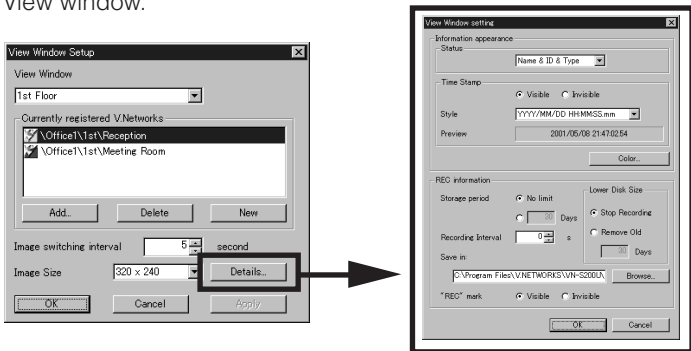 View window.
View Window Setup
View Window
1st Floor
Currently registered V.Networks
\Office1\1st\Reception
\Office1\1st\Meeting Room
Add... Delete New
Image switching interval 5 second
Image Size 320 x 240 Details...
OK Cancel Apply
View Window setting
Information appearance
Status
Name & ID & Type
Time Stamp
Visible Invisible
Style YYYY/MM/DD HH:MM:SS.mm
Preview 2001/05/08 21:47:02.54
Color...
REC information
Storage period No limit
30 Days
Recording Interval 0 s
Lower Disk Size
Stop Recording
Remove Old
30 Days
Save in:
C:\Program Files\V.NETWORKS\VN-S200U\ Browse...
"REC" mark Visible Invisible
OK Cancel